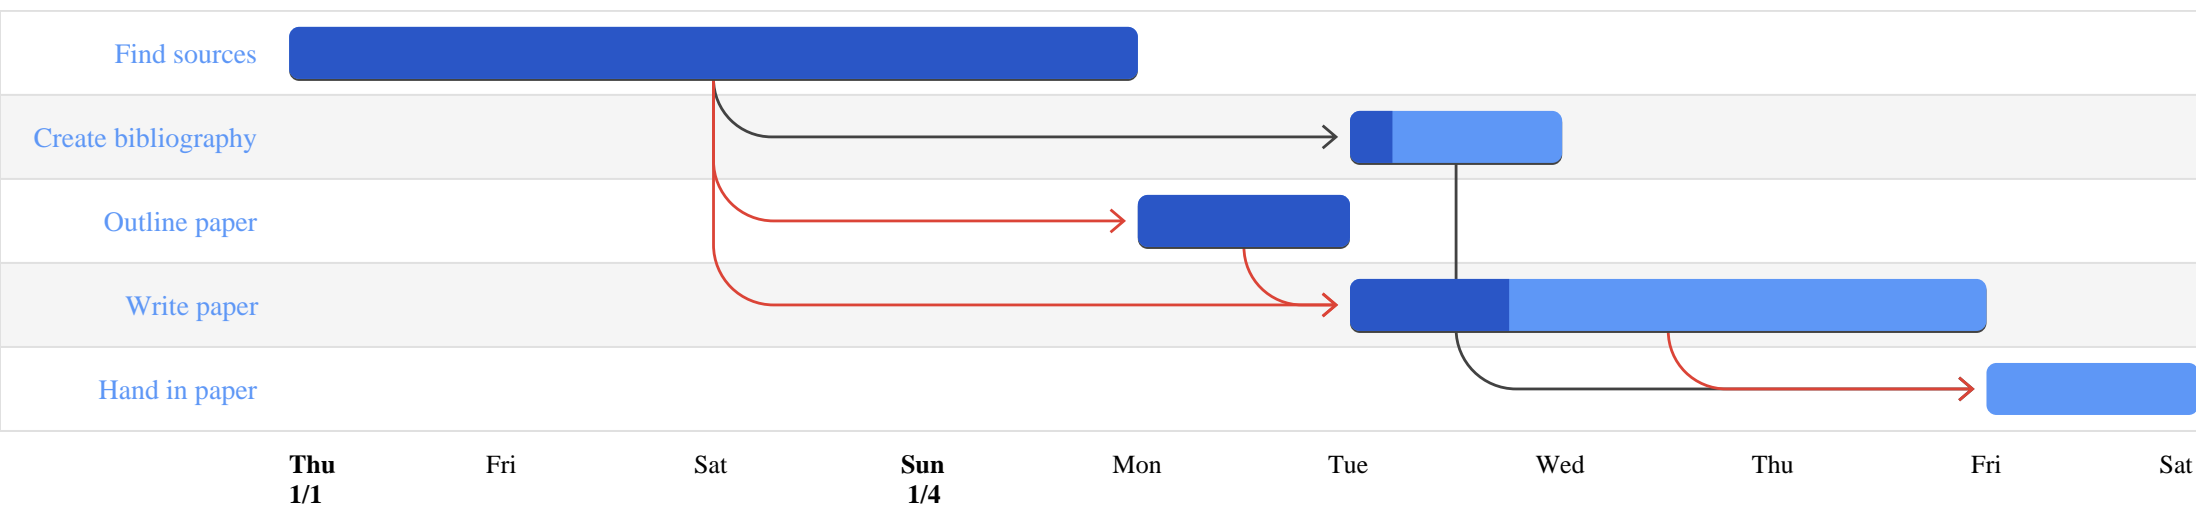 Find sources
Create bibliography
Outline paper
Write paper
Hand in paper
Thu Fri Sat Sun Mon Tue Wed Thu Fri Sat
1/1 1/4